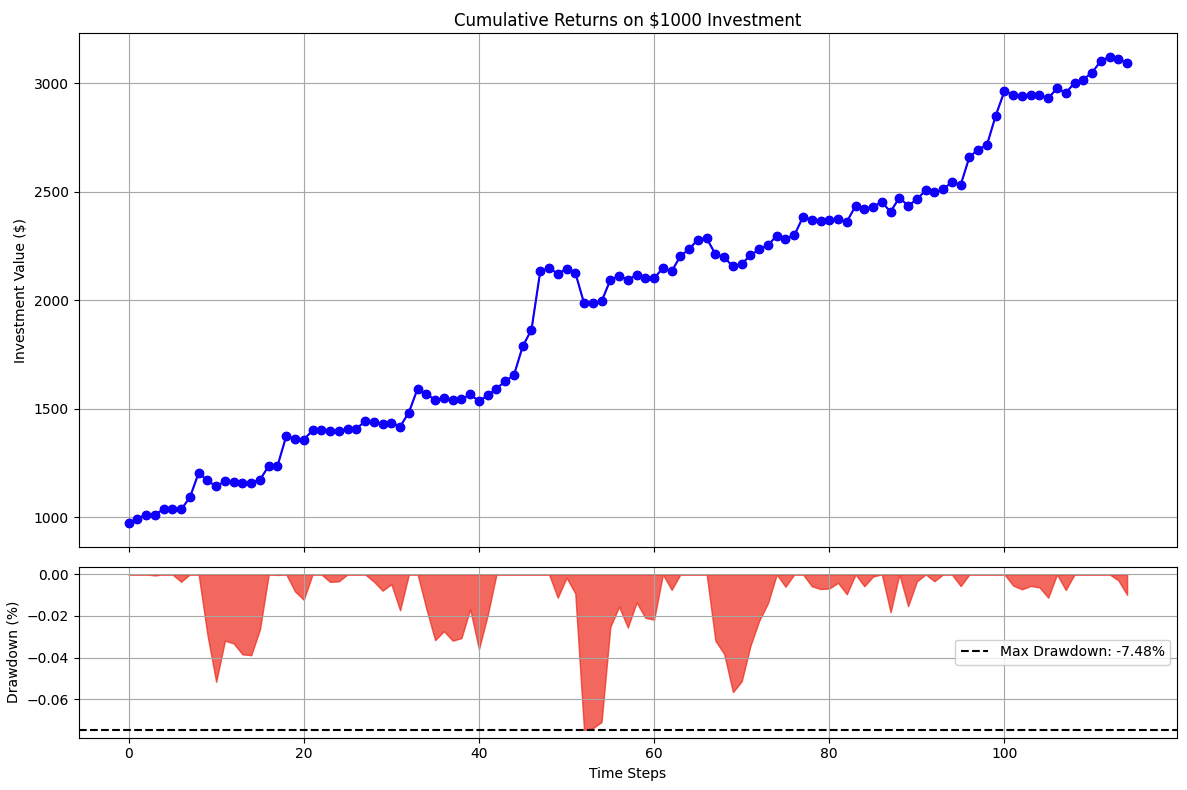 Cumulative Returns on $1000 Investment
3000
2500
2000
1500
1000
Investment Value ($)
0.00
−0.02
−0.04
−0.06
Drawdown (%)
Max Drawdown: -7.48%
0 20 40 60 80 100
Time Steps